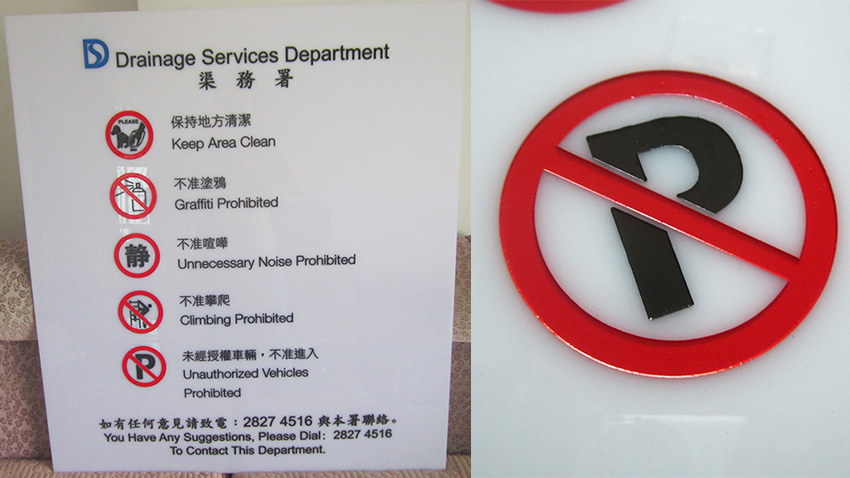 Drainage Services Department
渠務署
PLEASE
保持地方清潔
Keep Area Clean
不准塗鴉
Graffiti Prohibited
靜
不准喧嘩
Unnecessary Noise Prohibited
不准攀爬
Climbing Prohibited
P
未經授權車輛，不准進入
Unauthorized Vehicles
Prohibited
如有任何意見請致電：2827 4516 與本署聯絡。
You Have Any Suggestions, Please Dial: 2827 4516
To Contact This Department.
P